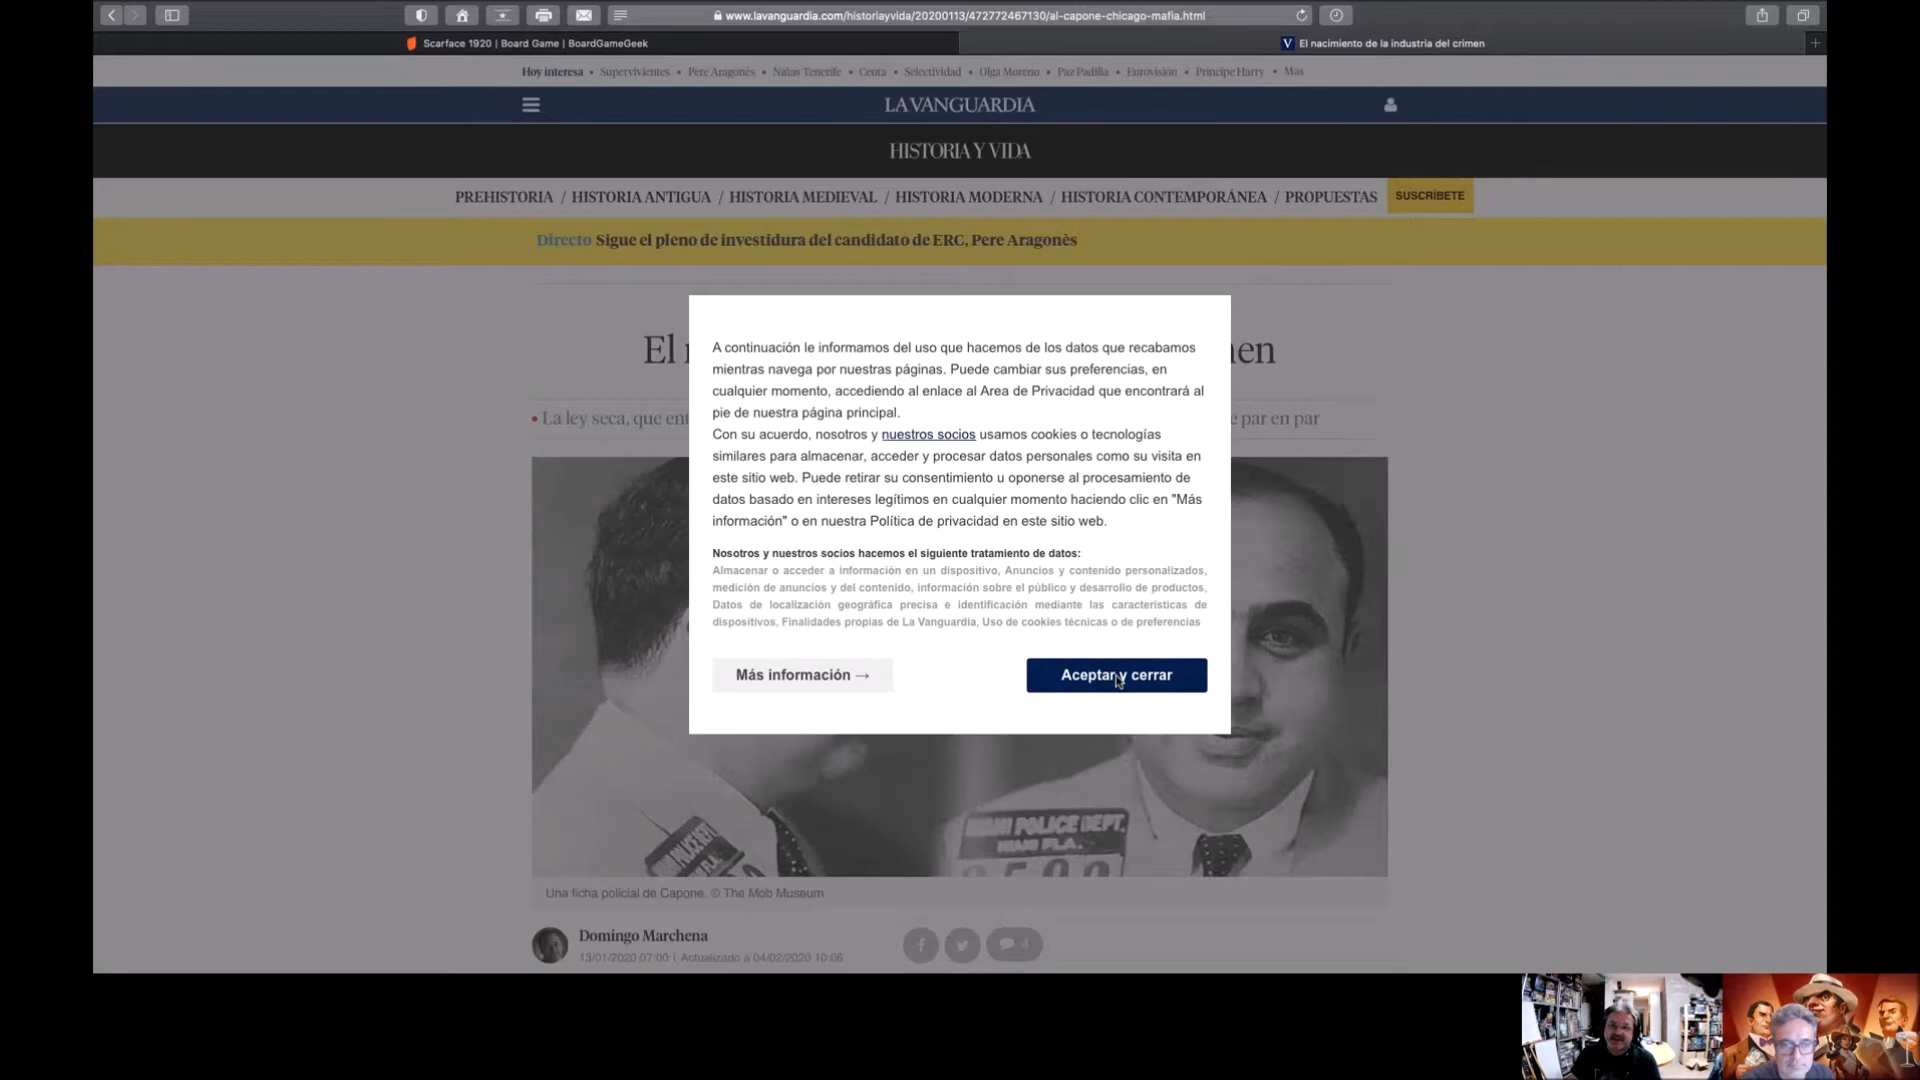 www.lavanguardia.com/historiayvida/20200113/472772467130/al-capone-chicago-mafia.html
Scarface 1920 | Board Game | BoardGameGeek
V El nacimiento de la industria del crimen
Hoy interesa • Supervivientes • Pere Aragonés • Niñas Tenerife • Ceuta • Selectividad • Olga Moreno • Paz Padilla • Eurovisión • Príncipe Harry • Más
LA VANGUARDIA
HISTORIA Y VIDA
PREHISTORIA / HISTORIA ANTIGUA / HISTORIA MEDIEVAL / HISTORIA MODERNA / HISTORIA CONTEMPORÁNEA / PROPUESTAS SUSCRÍBETE
Directo Sigue el pleno de investidura del candidato de ERC, Pere Aragonès
El
• La ley seca, que
e par en par
A continuación le informamos del uso que hacemos de los datos que recabamos
mientras navega por nuestras páginas. Puede cambiar sus preferencias, en
cualquier momento, accediendo al enlace al Area de Privacidad que encontrará al
pie de nuestra página principal.
Con su acuerdo, nosotros y nuestros socios usamos cookies o tecnologías
similares para almacenar, acceder y procesar datos personales como su visita en
este sitio web. Puede retirar su consentimiento u oponerse al procesamiento de
datos basado en intereses legítimos en cualquier momento haciendo clic en "Más
información" o en nuestra Política de privacidad en este sitio web.
Nosotros y nuestros socios hacemos el siguiente tratamiento de datos:
Almacenar o acceder a información en un dispositivo, Anuncios y contenido personalizados,
medición de anuncios y del contenido, información sobre el público y desarrollo de productos,
Datos de localización geográfica precisa e identificación mediante las características de
dispositivos, Finalidades propias de La Vanguardia, Uso de cookies técnicas o de preferencias
Más información →
Aceptar y cerrar
MIAMI POLICE DEPT.
MIAMI FLA.
Una ficha policial de Capone. © The Mob Museum
Domingo Marchena
13/01/2020 07:00 | Actualizado a 04/02/2020 10:06